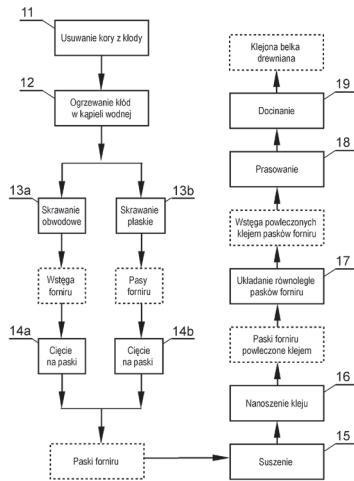 11
Usuwanie kory z kłody
12
Ogrzewanie kłód
w kąpieli wodnej
13a
Skrawanie
obwodowe
13b
Skrawanie
płaskie
Wstęga
forniru
Pasy
forniru
14a
Cięcie
na paski
14b
Cięcie
na paski
Paski forniru
15
Suszenie
16
Nanoszenie kleju
Paski forniru
powleczone klejem
17
Układanie równoległe
pasków forniru
Wstęga powleczonych
klejem pasków forniru
18
Prasowanie
19
Docinanie
Klejona belka
drewniana